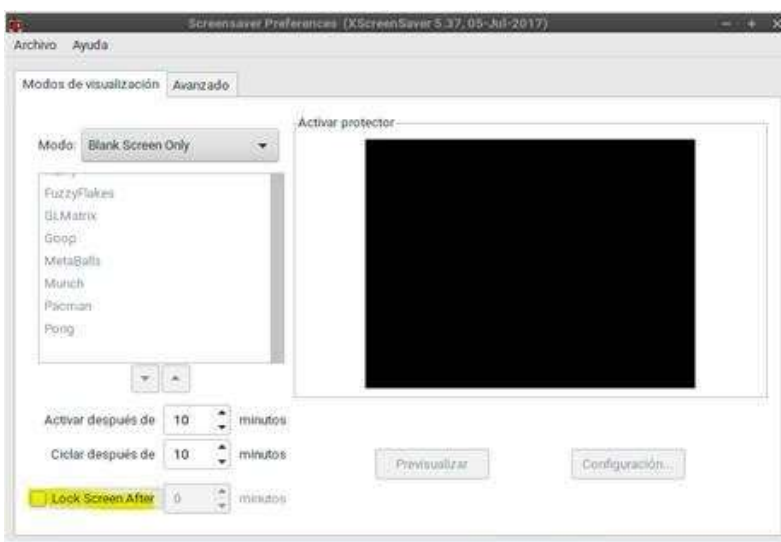 Screensaver Preferences (XScreenSaver 5.37, 05-Jul-2017)
Archivo Ayuda
Modos de visualización Avanzado
Activar protector
Modo: Blank Screen Only
FuzzyFlakes
GLMatrix
Goop
MetaBalls
Munch
Pacman
Pong
Activar después de 10 minutos
Ciclar después de 10 minutos
Previsualizar Configuración...
Lock Screen After 0 minutos